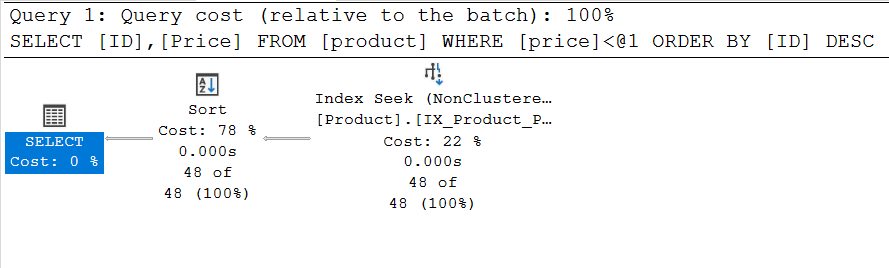 Query 1: Query cost (relative to the batch): 100%
SELECT [ID],[Price] FROM [product] WHERE [price]<@1 ORDER BY [ID] DESC
SELECT
Cost: 0 %
Sort
Cost: 78 %
0.000s
48 of
48 (100%)
Index Seek (NonClustere…
[Product].[IX_Product_P…
Cost: 22 %
0.000s
48 of
48 (100%)